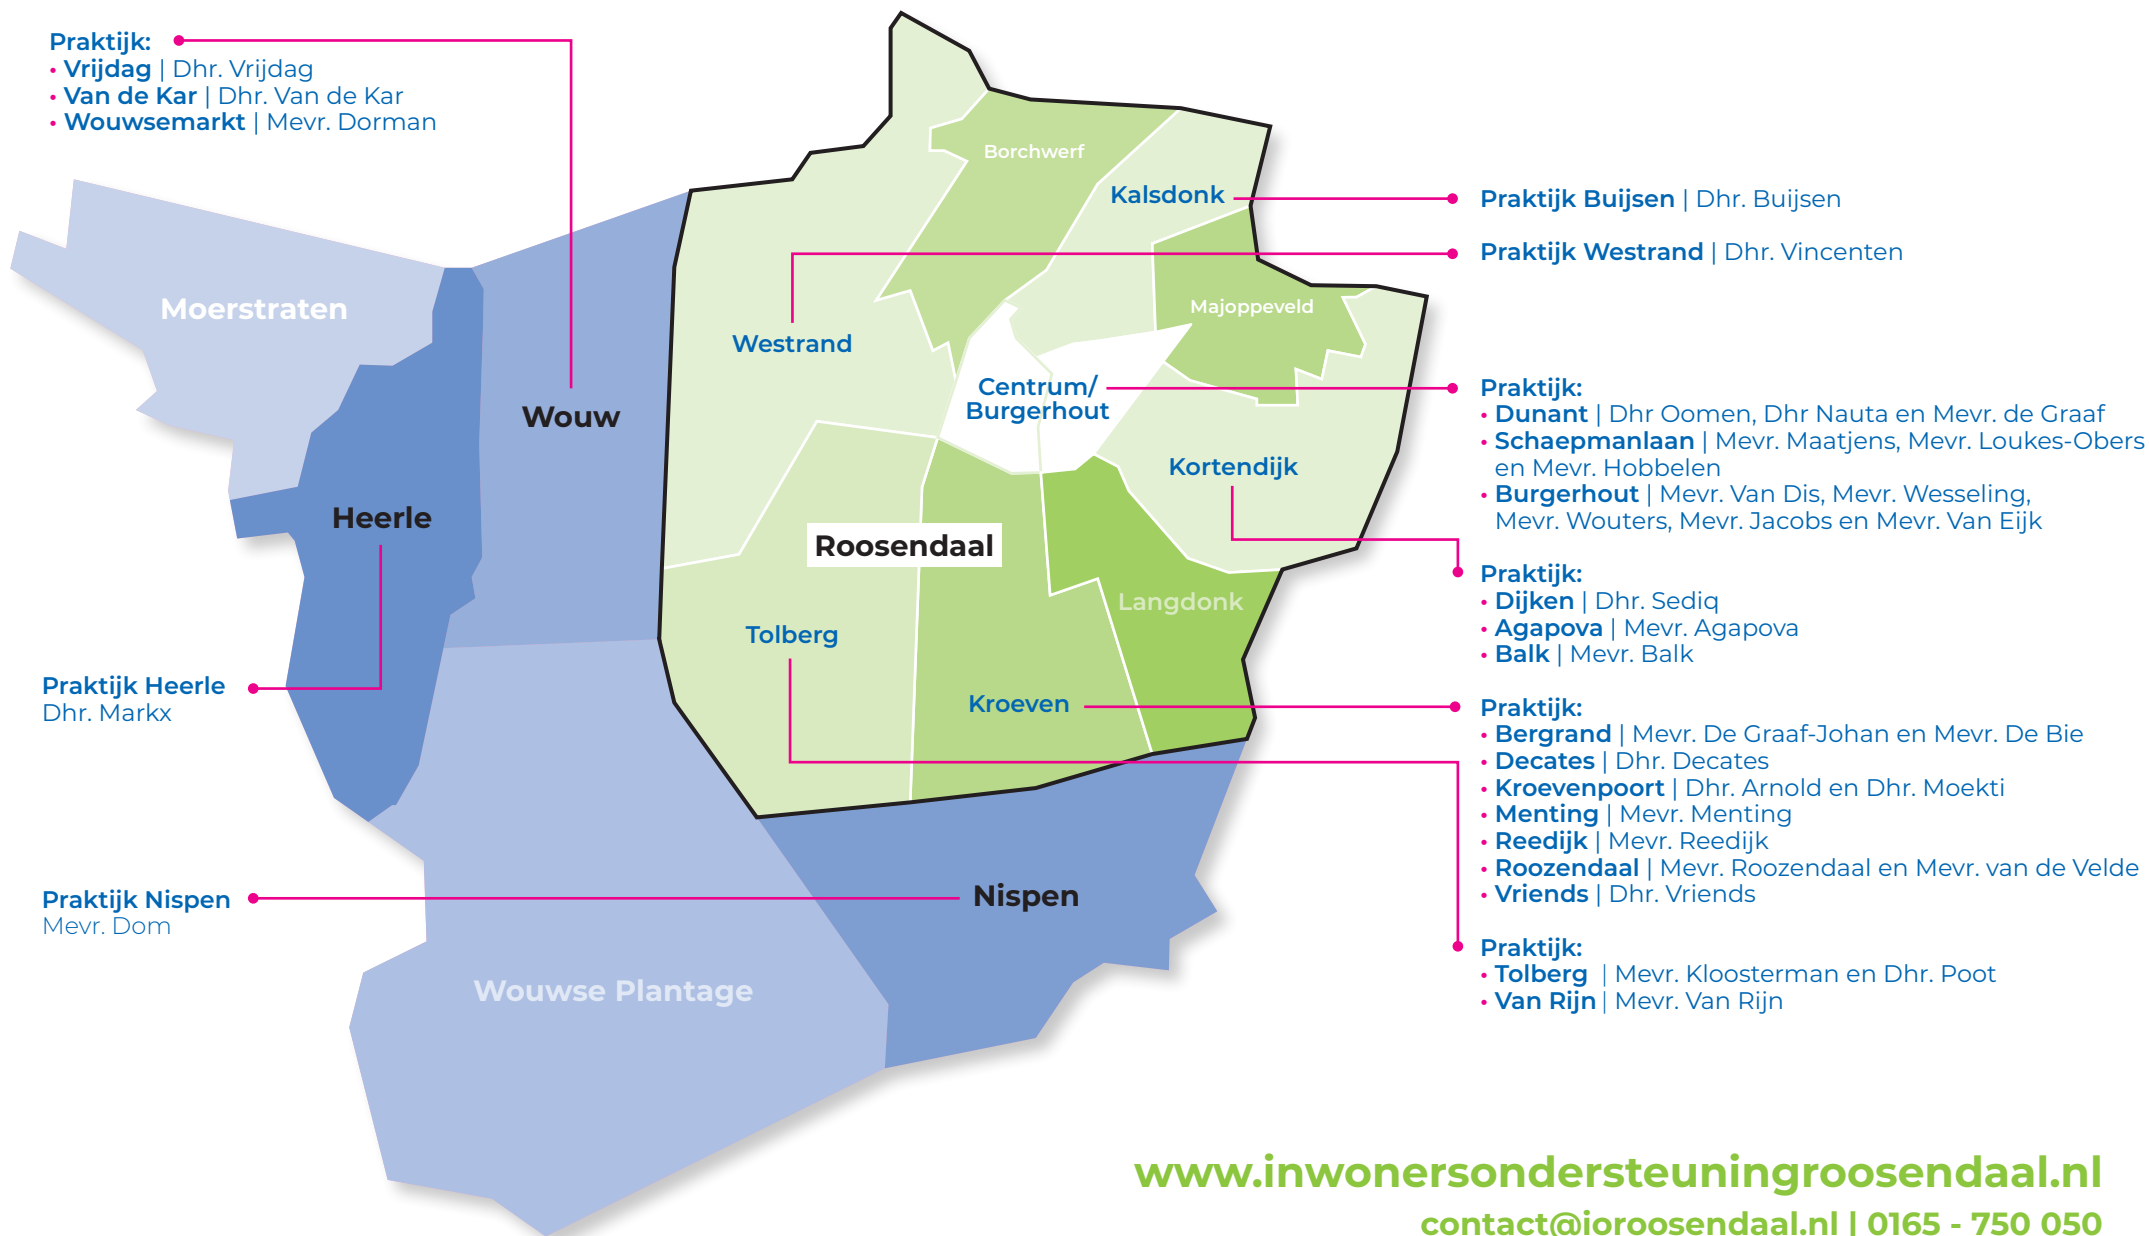 Praktijk:
• Vrijdag | Dhr. Vrijdag
• Van de Kar | Dhr. Van de Kar
• Wouwsemarkt | Mevr. Dorman
Borchwerf
Kalsdonk
Praktijk Buijsen | Dhr. Buijsen
Praktijk Westrand | Dhr. Vincenten
Moerstraten
Majoppeveld
Westrand
Wouw
Centrum/
Burgerhout
Praktijk:
• Dunant | Dhr Oomen, Dhr Nauta en Mevr. de Graaf
• Schaepmanlaan | Mevr. Maatjens, Mevr. Loukes-Obers
en Mevr. Hobbelen
• Burgerhout | Mevr. Van Dis, Mevr. Wesseling,
Mevr. Wouters, Mevr. Jacobs en Mevr. Van Eijk
Kortendijk
Heerle
Roosendaal
Langdonk
Praktijk:
• Dijken | Dhr. Sediq
• Agapova | Mevr. Agapova
• Balk | Mevr. Balk
Tolberg
Praktijk Heerle
Dhr. Markx
Kroeven
Praktijk:
• Bergrand | Mevr. De Graaf-Johan en Mevr. De Bie
• Decates | Dhr. Decates
• Kroevenpoort | Dhr. Arnold en Dhr. Moekti
• Menting | Mevr. Menting
• Reedijk | Mevr. Reedijk
• Roozendaal | Mevr. Roozendaal en Mevr. van de Velde
• Vriends | Dhr. Vriends
Praktijk Nispen
Mevr. Dom
Nispen
Wouwse Plantage
Praktijk:
• Tolberg | Mevr. Kloosterman en Dhr. Poot
• Van Rijn | Mevr. Van Rijn
www.inwonersondersteuningroosendaal.nl
contact@ioroosendaal.nl | 0165 - 750 050